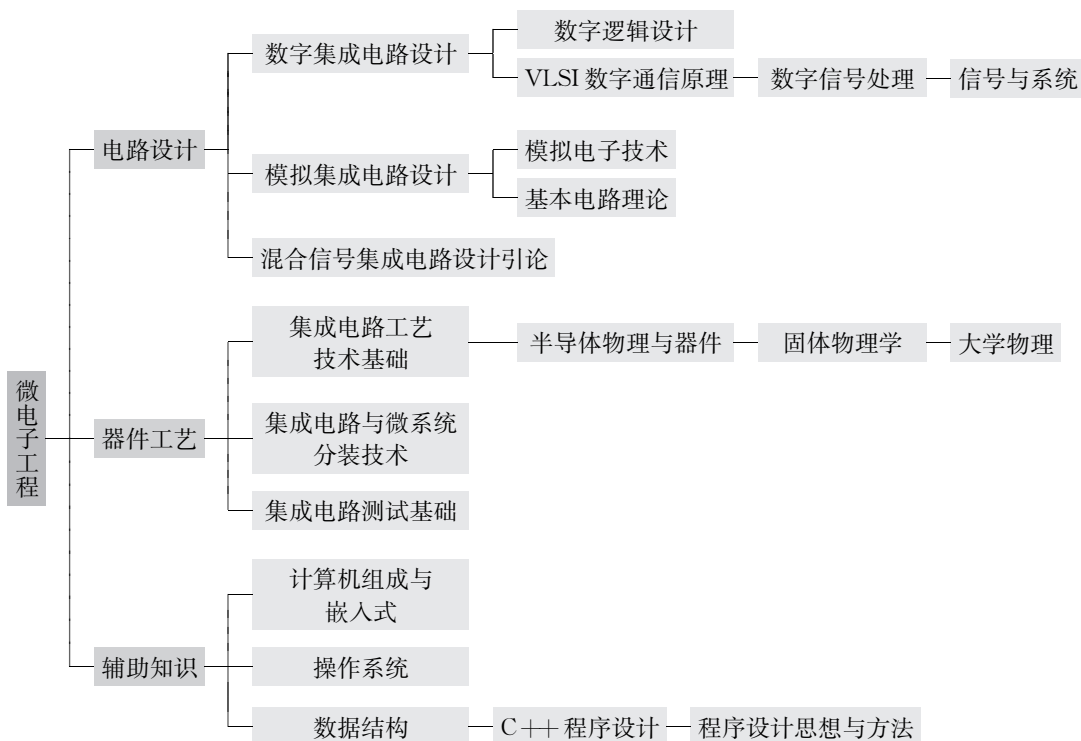 数字逻辑设计
数字集成电路设计
VLSI 数字通信原理
数字信号处理
信号与系统
电路设计
模拟电子技术
模拟集成电路设计
基本电路理论
混合信号集成电路设计引论
集成电路工艺
技术基础
半导体物理与器件
固体物理学
大学物理
微电子工程
器件工艺
集成电路与微系统
分装技术
集成电路测试基础
计算机组成与
嵌入式
辅助知识
操作系统
数据结构
C++ 程序设计
程序设计思想与方法